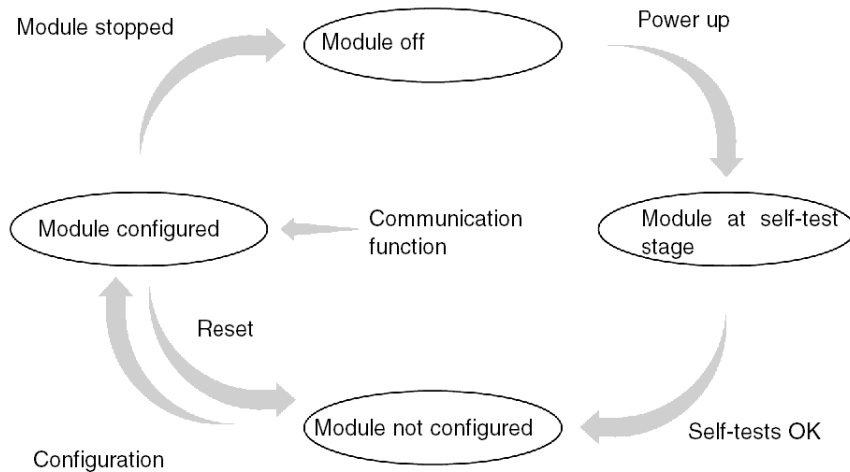 Module stopped
Module off
Power up
Module configured
Communication
function
Module at self-test
stage
Reset
Module not configured
Configuration
Self-tests OK